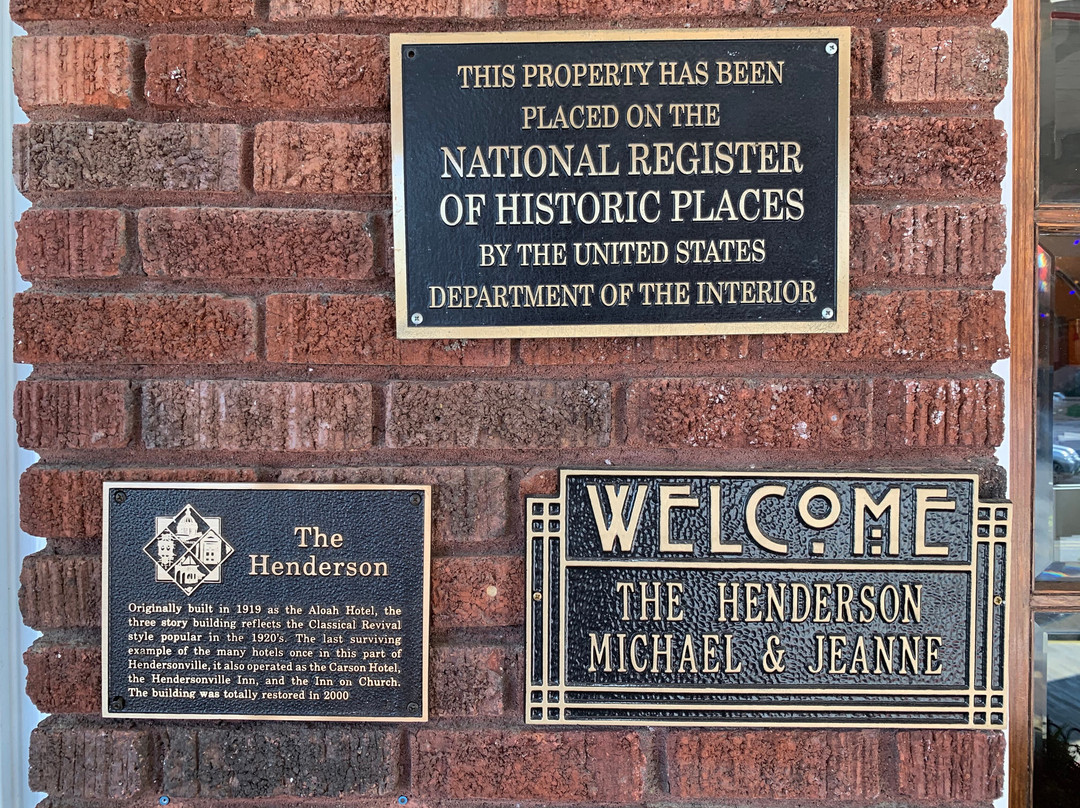 THIS PROPERTY HAS BEEN
PLACED ON THE
NATIONAL REGISTER
OF HISTORIC PLACES
BY THE UNITED STATES
DEPARTMENT OF THE INTERIOR
The
Henderson
Originally built in 1919 as the Aloah Hotel, the
three story building reflects the Classical Revival
style popular in the 1920's. The last surviving
example of the many hotels once in this part of
Hendersonville, it also operated as the Carson Hotel,
the Hendersonville Inn, and the Inn on Church.
The building was totally restored in 2000
WELCOME
THE HENDERSON
MICHAEL & JEANNE